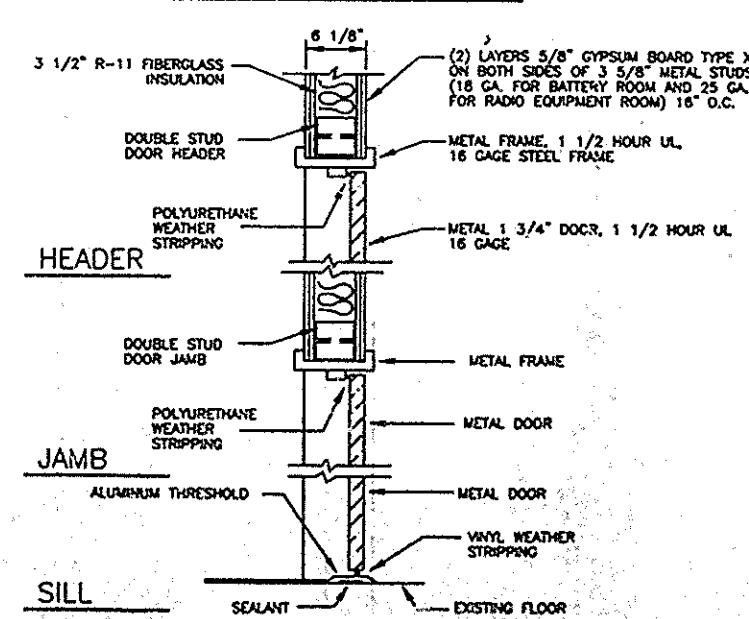 6 1/8"
3 1/2" R-11 FIBERGLASS
INSULATION
(2) LAYERS 5/8" GYPSUM BOARD TYPE X
ON BOTH SIDES OF 3 5/8" METAL STUDS
(18 GA. FOR BATTERY ROOM AND 25 GA.
FOR RADIO EQUIPMENT ROOM) 16" O.C.
DOUBLE STUD
DOOR HEADER
METAL FRAME, 1 1/2 HOUR UL,
16 GAGE STEEL FRAME
POLYURETHANE
WEATHER
STRIPPING
METAL 1 3/4" DOOR, 1 1/2 HOUR UL
16 GAGE
HEADER
DOUBLE STUD
DOOR JAMB
METAL FRAME
POLYURETHANE
WEATHER
STRIPPING
METAL DOOR
JAMB
ALUMINUM THRESHOLD
METAL DOOR
VINYL WEATHER
STRIPPING
SILL
SEALANT
EXISTING FLOOR